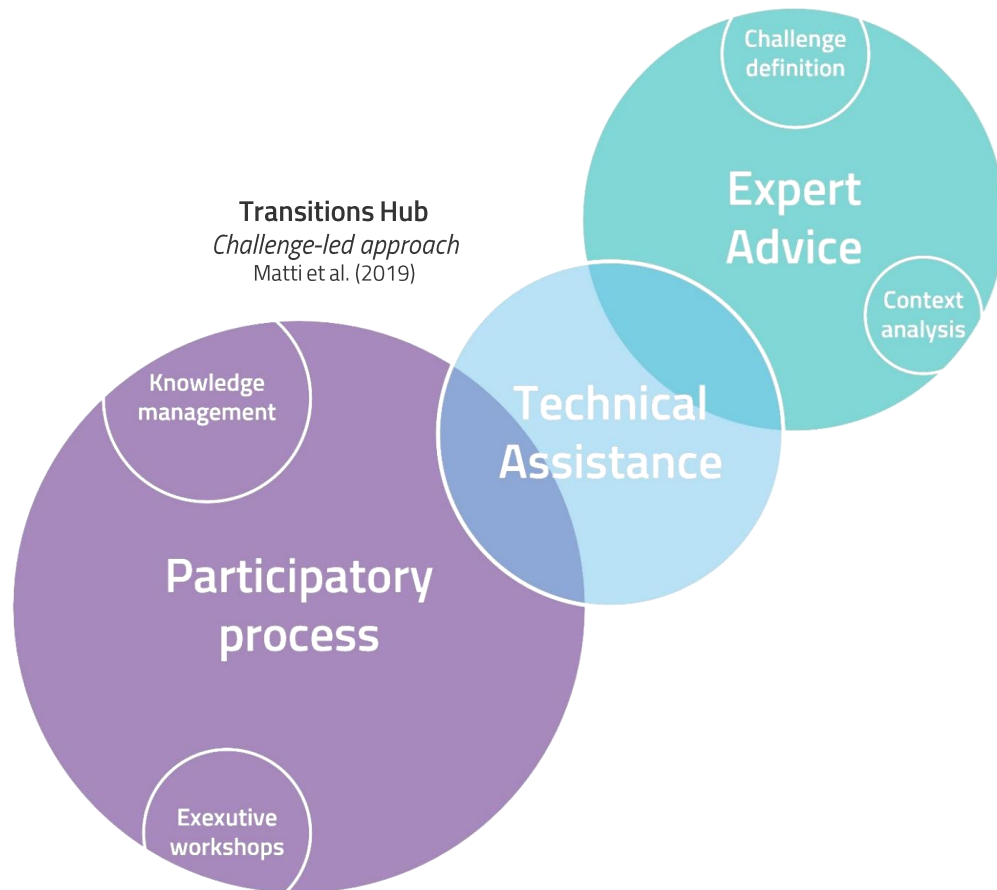 Challenge
definition
Expert
Advice
Context
analysis
Transitions Hub
Challenge-led approach
Matti et al. (2019)
Technical
Assistance
Knowledge
management
Participatory
process
Exexutive
workshops